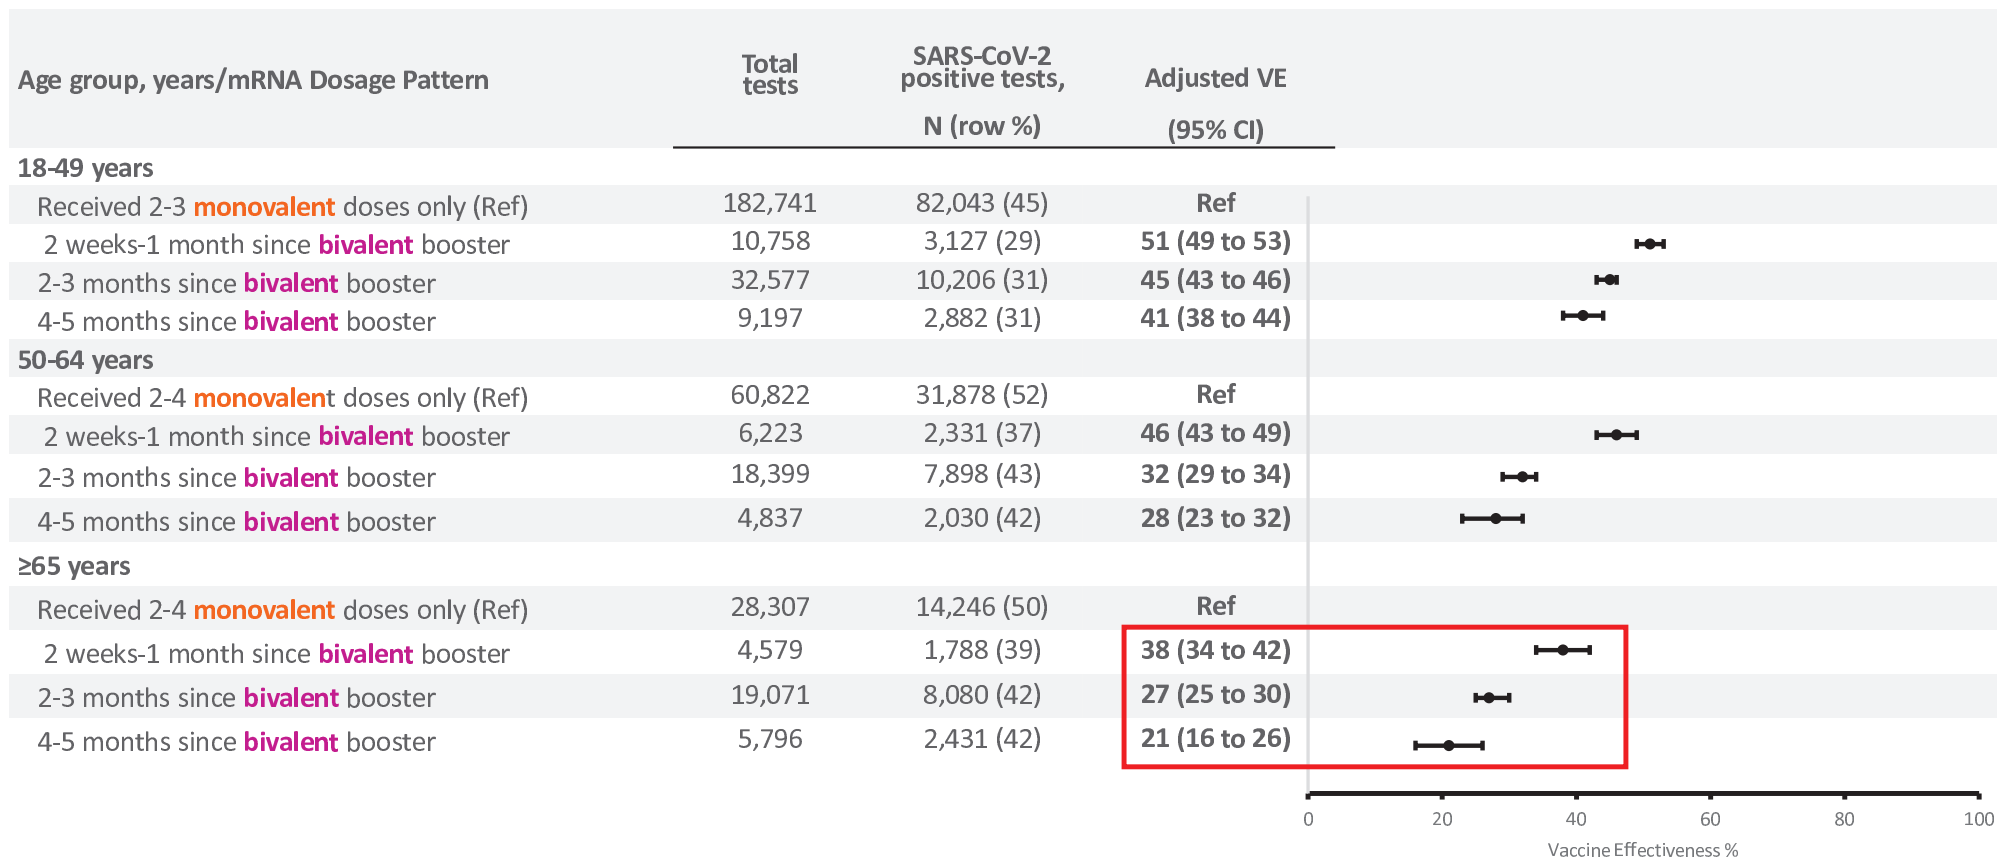 Age group, years/mRNA Dosage Pattern Total tests SARS-CoV-2 positive tests, N (row %) Adjusted VE (95% CI)
18-49 years
Received 2-3 monovalent doses only (Ref) 182,741 82,043 (45) Ref
2 weeks-1 month since bivalent booster 10,758 3,127 (29) 51 (49 to 53)
2-3 months since bivalent booster 32,577 10,206 (31) 45 (43 to 46)
4-5 months since bivalent booster 9,197 2,882 (31) 41 (38 to 44)
50-64 years
Received 2-4 monovalent doses only (Ref) 60,822 31,878 (52) Ref
2 weeks-1 month since bivalent booster 6,223 2,331 (37) 46 (43 to 49)
2-3 months since bivalent booster 18,399 7,898 (43) 32 (29 to 34)
4-5 months since bivalent booster 4,837 2,030 (42) 28 (23 to 32)
≥65 years
Received 2-4 monovalent doses only (Ref) 28,307 14,246 (50) Ref
2 weeks-1 month since bivalent booster 4,579 1,788 (39) 38 (34 to 42)
2-3 months since bivalent booster 19,071 8,080 (42) 27 (25 to 30)
4-5 months since bivalent booster 5,796 2,431 (42) 21 (16 to 26)
0 20 40 60 80 100
Vaccine Effectiveness %